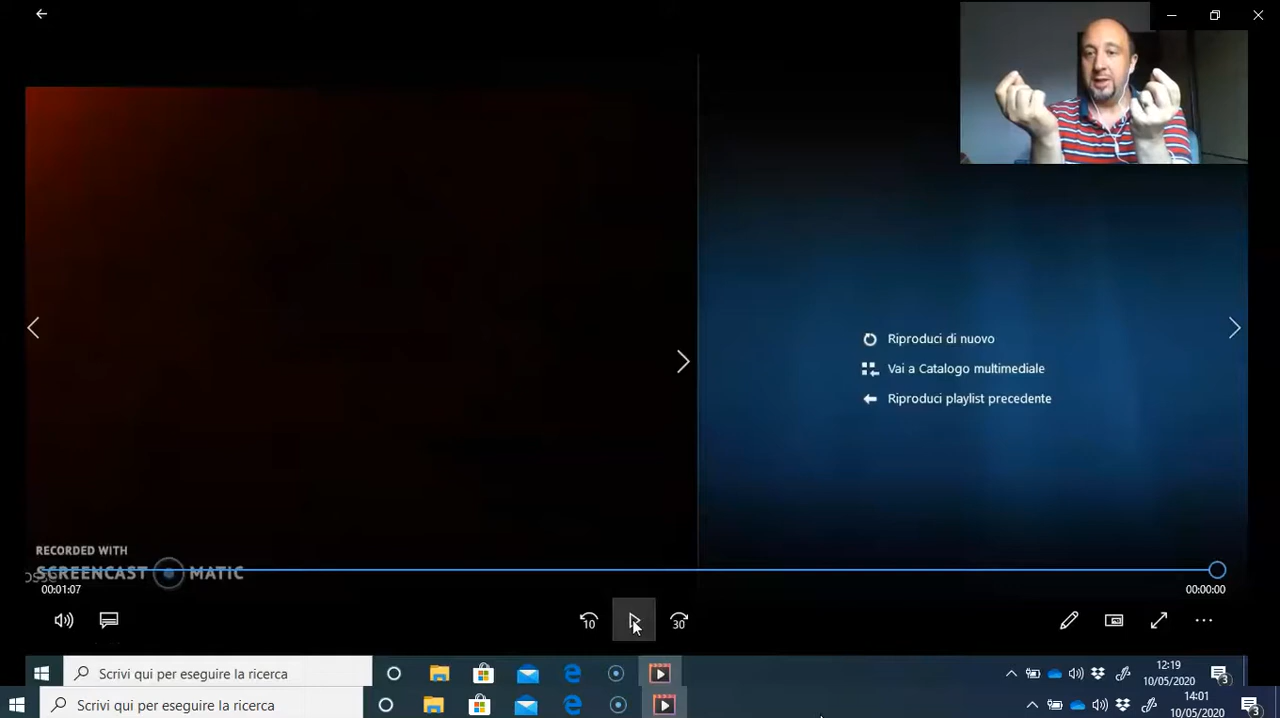 Riproduci di nuovo
Vai a Catalogo multimediale
Riproduci playlist precedente
RECORDED WITH
SCREENCAST MATIC
00:01:07
00:00:00
10
30
Scrivi qui per eseguire la ricerca
12:19
10/05/2020
3
Scrivi qui per eseguire la ricerca
14:01
10/05/2020
3